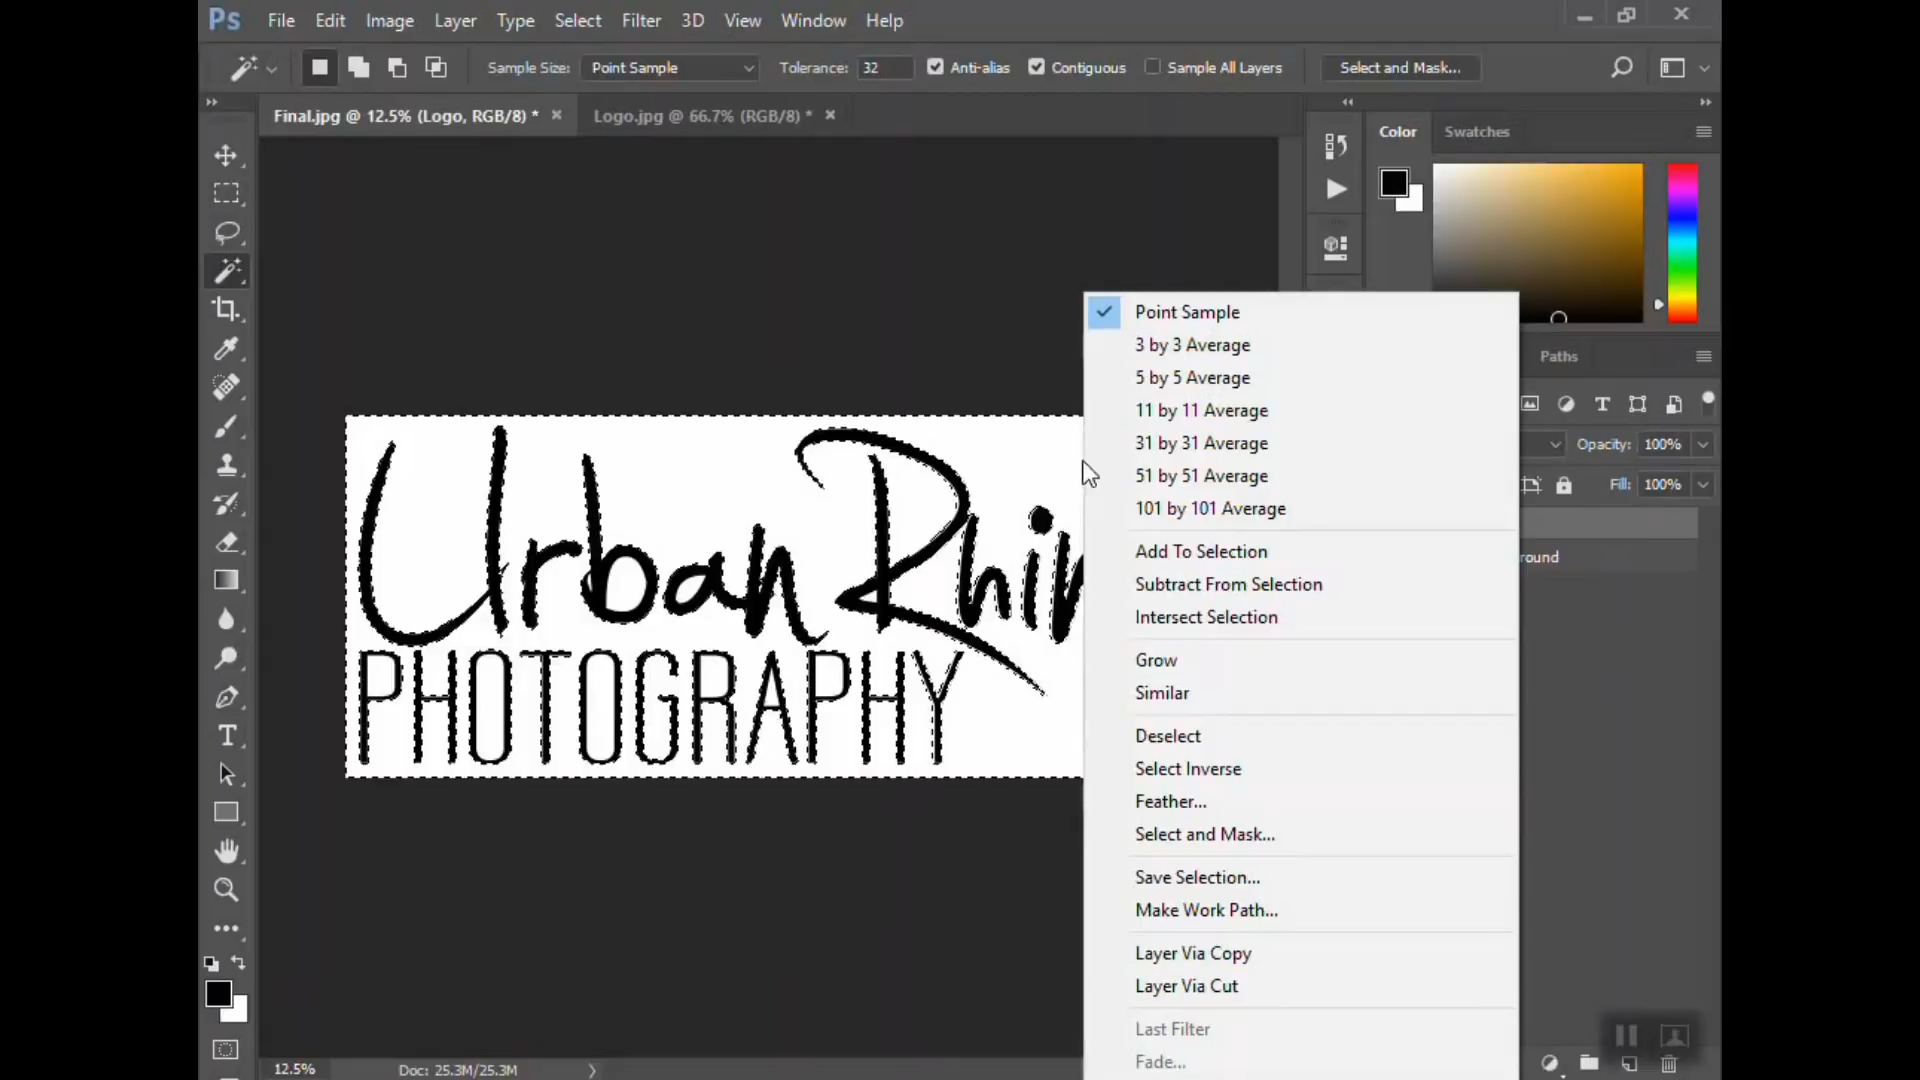 Ps File Edit Image Layer Type Select Filter 3D View Window Help
Sample Size: Point Sample Tolerance: 32 Anti-alias Contiguous Sample All Layers Select and Mask...
Final.jpg @ 12.5% (Logo, RGB/8) * Logo.jpg @ 66.7% (RGB/8) *
Color Swatches
Paths
Opacity: 100%
Fill: 100%
round
Urban Rhin
PHOTOGRAPHY
Point Sample
3 by 3 Average
5 by 5 Average
11 by 11 Average
31 by 31 Average
51 by 51 Average
101 by 101 Average
Add To Selection
Subtract From Selection
Intersect Selection
Grow
Similar
Deselect
Select Inverse
Feather...
Select and Mask...
Save Selection...
Make Work Path...
Layer Via Copy
Layer Via Cut
Last Filter
Fade...
12.5% Doc: 25.3M/25.3M